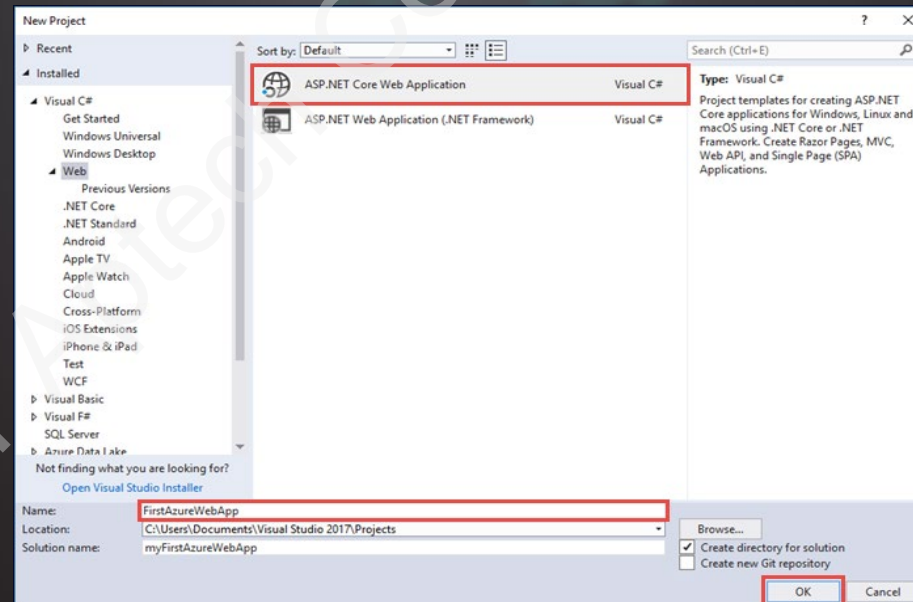 New Project
? ×
Recent
Installed
Visual C#
Get Started
Windows Universal
Windows Desktop
Web
Previous Versions
.NET Core
.NET Standard
Android
Apple TV
Apple Watch
Cloud
Cross-Platform
iOS Extensions
iPhone & iPad
Test
WCF
Visual Basic
Visual F#
SQL Server
Azure Data Lake
Not finding what you are looking for?
Open Visual Studio Installer
Sort by: Default
ASP.NET Core Web Application Visual C#
ASP.NET Web Application (.NET Framework) Visual C#
Search (Ctrl+E)
Type: Visual C#
Project templates for creating ASP.NET
Core applications for Windows, Linux and
macOS using .NET Core or .NET
Framework. Create Razor Pages, MVC,
Web API, and Single Page (SPA)
Applications.
Name: FirstAzureWebApp
Location: C:\Users\Documents\Visual Studio 2017\Projects
Browse...
Solution name: myFirstAzureWebApp
Create directory for solution
Create new Git repository
OK Cancel
Aptech